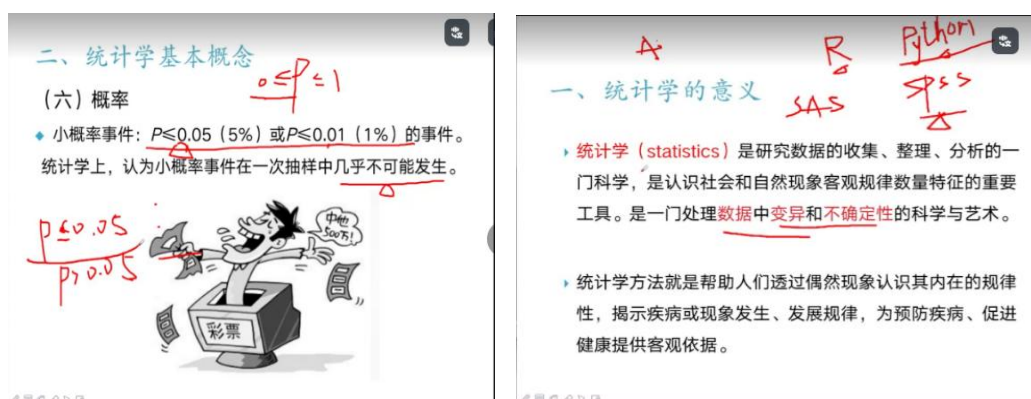 二、统计学基本概念
0≤P≤1
（六）概率
小概率事件：P≤0.05（5%）或P≤0.01（1%）的事件。
统计学上，认为小概率事件在一次抽样中几乎不可能发生。
P≤0.05
P>0.05
中他
500万！
彩票
A
R
Python
SPSS
SAS
一、统计学的意义
统计学（statistics）是研究数据的收集、整理、分析的一
门科学，是认识社会和自然现象客观规律数量特征的重要
工具。是一门处理数据中变异和不确定性的科学与艺术。
统计学方法就是帮助人们透过偶然现象认识其内在的规律
性，揭示疾病或现象发生、发展规律，为预防疾病、促进
健康提供客观依据。